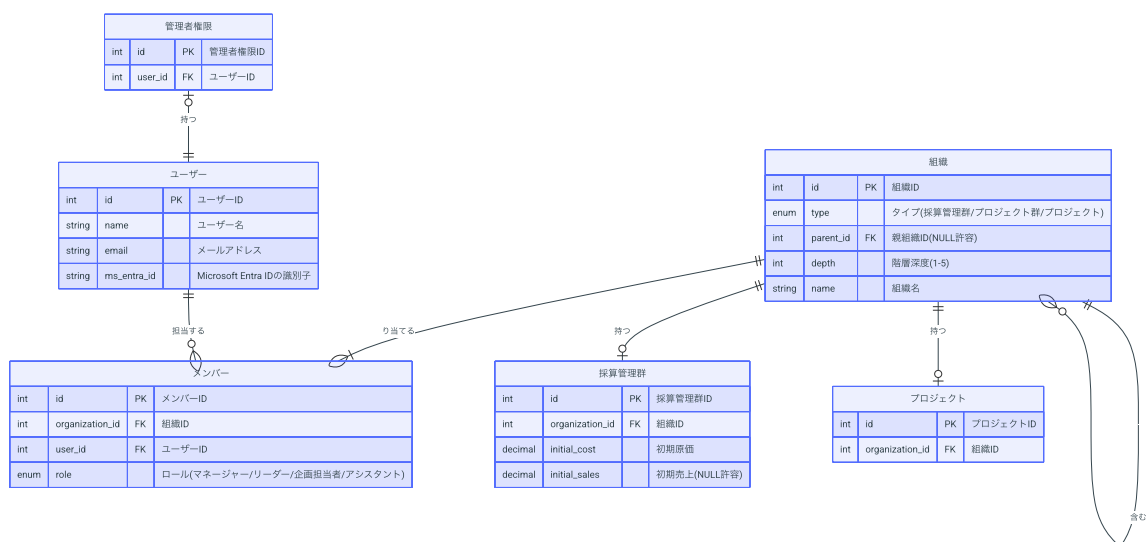 管理者権限
int id PK 管理者権限ID
int user_id FK ユーザーID
持つ
ユーザー
int id PK ユーザーID
string name ユーザー名
string email メールアドレス
string ms_entra_id Microsoft Entra IDの識別子
担当する
り当てる
メンバー
int id PK メンバーID
int organization_id FK 組織ID
int user_id FK ユーザーID
enum role ロール(マネージャー/リーダー/企画担当者/アシスタント)
組織
int id PK 組織ID
enum type タイプ(採算管理群/プロジェクト群/プロジェクト)
int parent_id FK 親組織ID(NULL許容)
int depth 階層深度(1-5)
string name 組織名
持つ
採算管理群
int id PK 採算管理群ID
int organization_id FK 組織ID
decimal initial_cost 初期原価
decimal initial_sales 初期売上(NULL許容)
持つ
プロジェクト
int id PK プロジェクトID
int organization_id FK 組織ID
含む